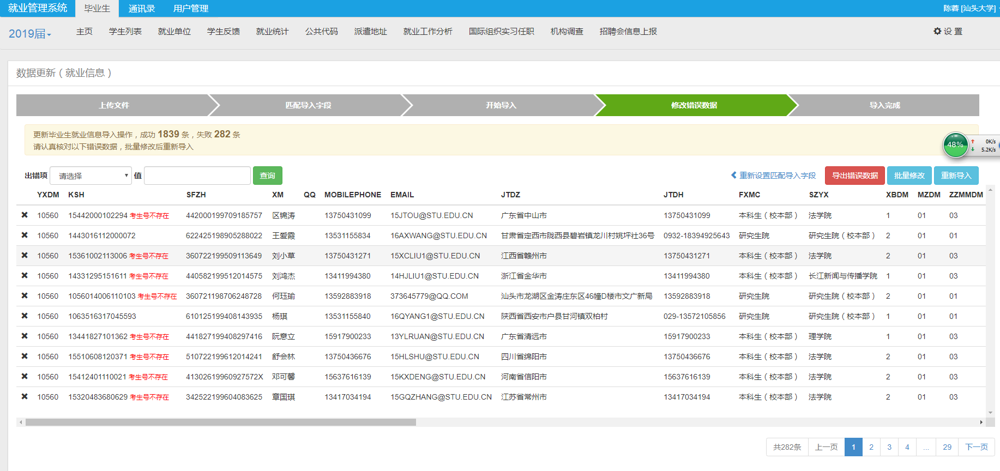 就业管理系统 毕业生 通讯录 用户管理 陈蓉 [汕头大学]
2019届 主页 学生列表 就业单位 学生反馈 就业统计 公共代码 派遣地址 就业工作分析 国际组织实习任职 机构调查 招聘会信息上报 设 置
数据更新（就业信息）
上传文件 匹配导入字段 开始导入 修改错误数据 导入完成
更新毕业生就业信息导入操作，成功 1839 条，失败 282 条
请认真核对以下错误数据，批量修改后重新导入
48% 0K/s
5.2K/s
出错项 请选择 值 查询 重新设置匹配导入字段 导出错误数据 批量修改 重新导入
YXDM KSH SFZH XM QQ MOBILEPHONE EMAIL JTDZ JTDH FXMC SZYX XBDM MZDM ZZMMDM
10560 15442000102294 考生号不存在 442000199709185757 区锦涛 13750431099 15JTOU@STU.EDU.CN 广东省中山市 13750431099 本科生（校本部） 法学院 1 01 03
10560 1443016112000072 622425198905288022 王爱霞 13531155834 16AXWANG@STU.EDU.CN 甘肃省定西市陇西县碧岩镇龙川村姚坪社36号 0932-18394925643 研究生院 研究生院（校本部） 2 01 01
10560 15361002113006 考生号不存在 360722199509113649 刘小草 13750431271 15XCLIU1@STU.EDU.CN 江西省赣州市 13750431271 本科生（校本部） 法学院 2 01 03
10560 14331295151611 考生号不存在 440582199512014575 刘鸿杰 13411994380 14HJLIU1@STU.EDU.CN 浙江省金华市 13411994380 本科生（校本部） 长江新闻与传播学院 1 01 03
10560 1056014006110103 考生号不存在 360721198706248728 何珏瑜 13592883918 373645779@QQ.COM 汕头市龙湖区金涛庄东区46幢D楼市文广新局 13592883918 研究生院 研究生院（校本部） 2 01 01
10560 1063516317045593 610125199408143935 杨琪 13531155840 16QYANG1@STU.EDU.CN 陕西省西安市户县甘河镇双柏村 029-13572105856 研究生院 研究生院（校本部） 1 01 01
10560 13441827101362 考生号不存在 441827199408297416 阮意立 15917900233 13YLRUAN@STU.EDU.CN 广东省清远市 15917900233 本科生（校本部） 理学院 1 01 03
10560 15510608120371 考生号不存在 510722199612014241 舒会林 13750436676 15HLSHU@STU.EDU.CN 四川省绵阳市 13750436676 本科生（校本部） 法学院 2 01 03
10560 15412401110021 考生号不存在 41302619960927572X 邓可馨 15637616139 15KXDENG@STU.EDU.CN 河南省信阳市 15637616139 本科生（校本部） 法学院 2 01 03
10560 15320483680629 考生号不存在 342522199604083625 章国琪 13417034194 15GQZHANG@STU.EDU.CN 江苏省常州市 13417034194 本科生（校本部） 法学院 2 01 03
共282条 上一页 1 2 3 4 ... 29 下一页